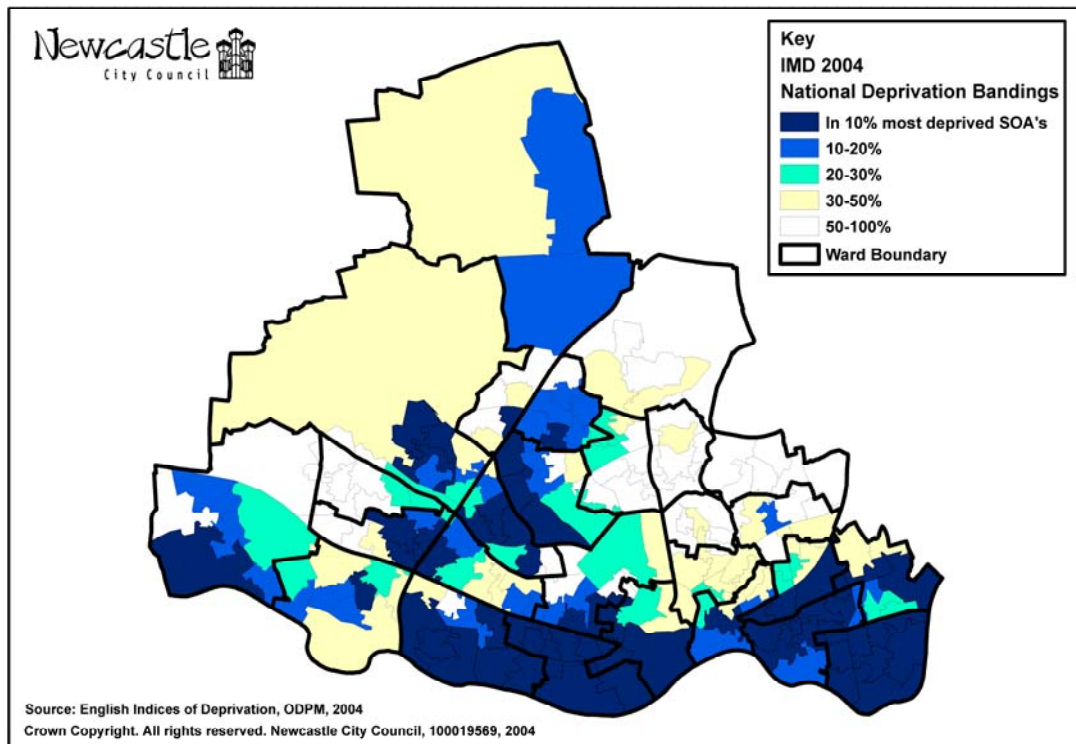 Newcastle
City Council
Key
IMD 2004
National Deprivation Bandings
In 10% most deprived SOA's
10-20%
20-30%
30-50%
50-100%
Ward Boundary
Source: English Indices of Deprivation, ODPM, 2004
Crown Copyright. All rights reserved. Newcastle City Council, 100019569, 2004